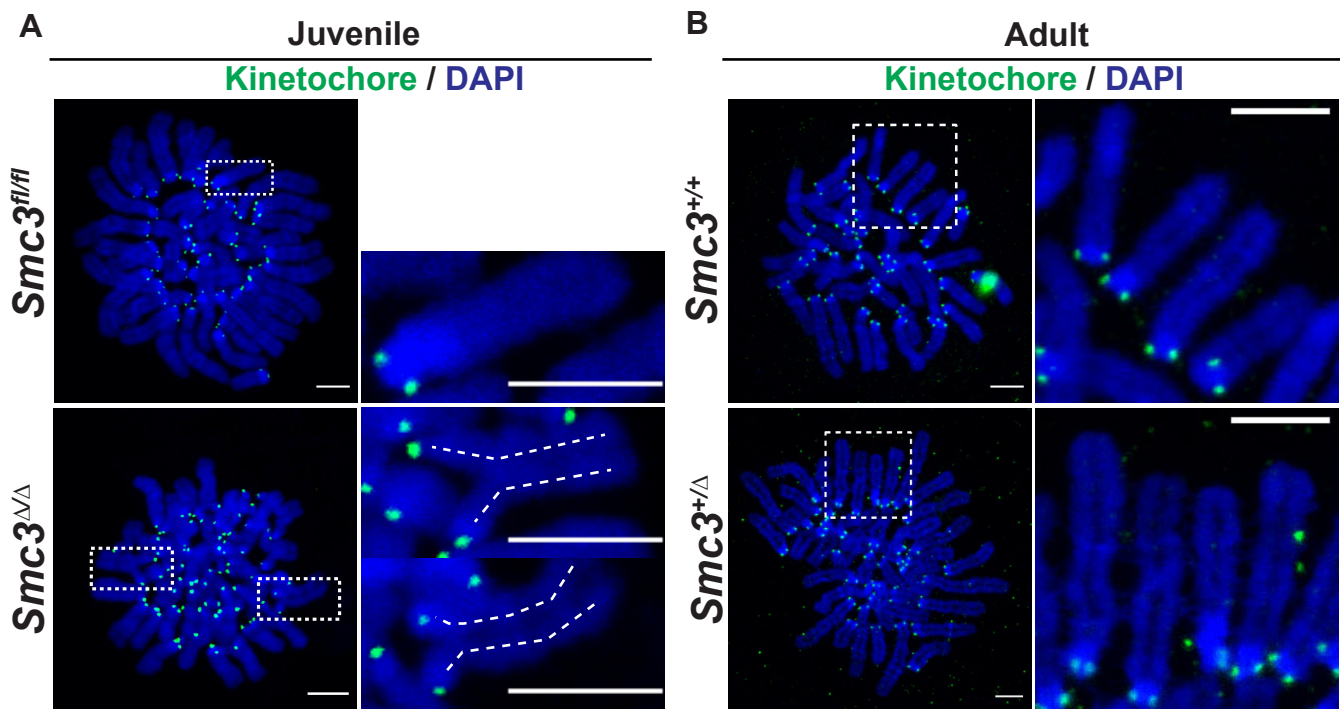 A
Juvenile
Kinetochore / DAPI
Smc3fl/fl
Smc3Δ/Δ
B
Adult
Kinetochore / DAPI
Smc3+/+
Smc3+/Δ